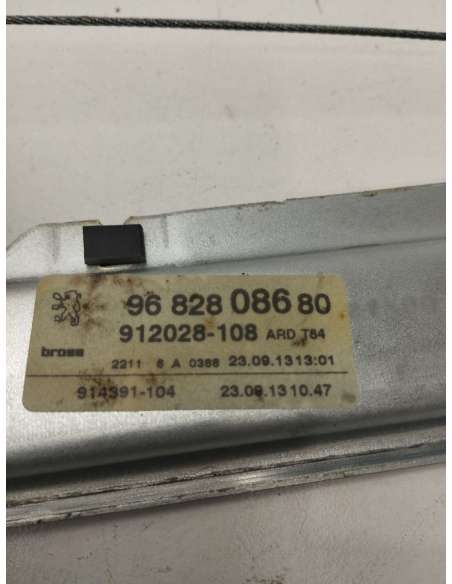 96 828 086 80
912028-108 ARD T84
brose
2211 6 A 0388 23.09.13 13:01
914391-104 23.09.13 10.47